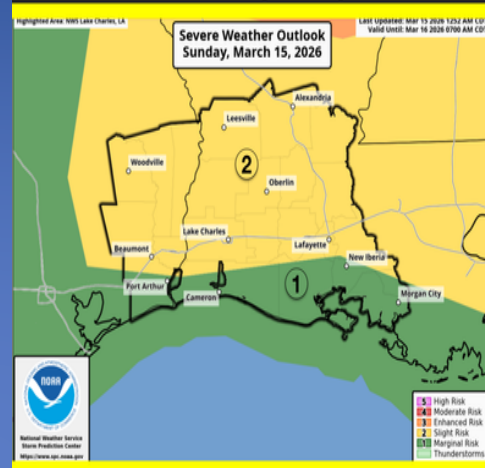 Highlighted Area: NWS Lake Charles, LA
Last Updated: Mar 15 2026 1252 AM CDT
Valid Until: Mar 16 2026 0700 AM CDT
Severe Weather Outlook
Sunday, March 15, 2026
Alexandria
Leesville
Woodville
2
Oberlin
Lake Charles
Lafayette
Beaumont
New Iberia
Port Arthur
1
Cameron
Morgan City
NOAA
National Weather Service
Storm Prediction Center
https://www.spc.noaa.gov
5 High Risk
4 Moderate Risk
3 Enhanced Risk
2 Slight Risk
1 Marginal Risk
Thunderstorms